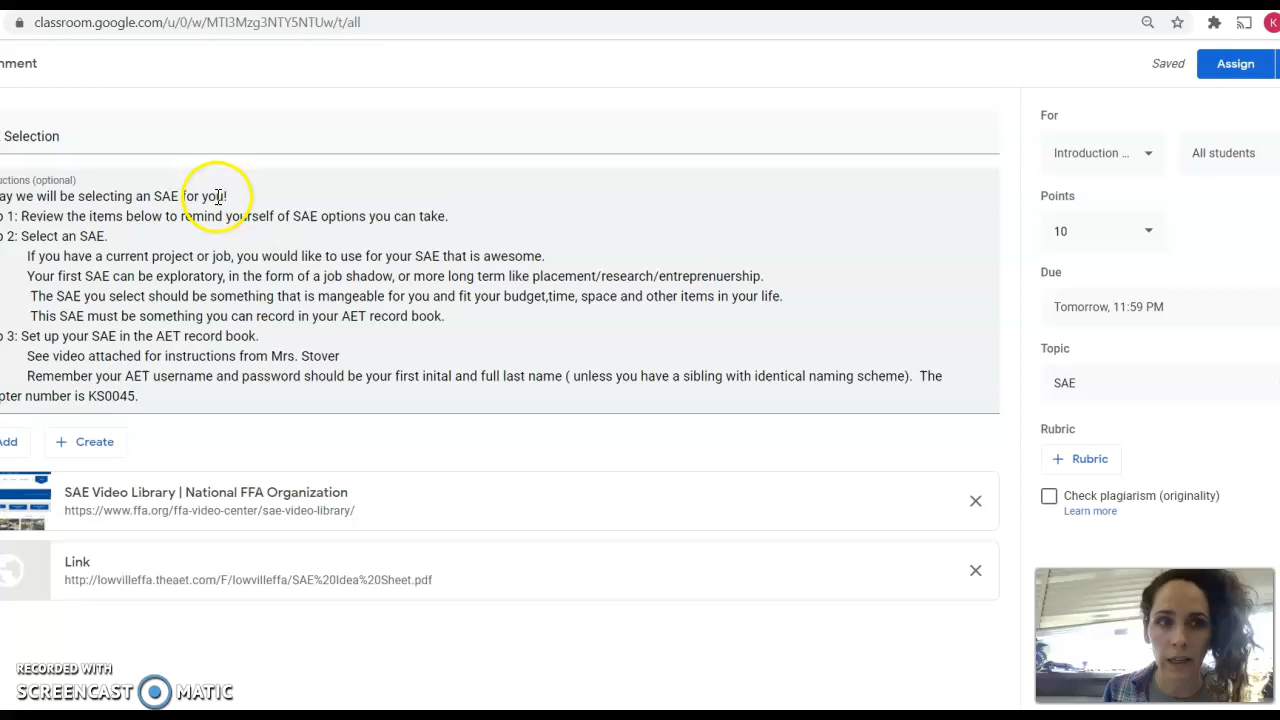 classroom.google.com/u/0/w/MTI3Mzg3NTY5NTUw/t/all
K
nment
Saved
Assign
Selection
For
Introduction ...
All students
uctions (optional)
ay we will be selecting an SAE for you!
p 1: Review the items below to remind yourself of SAE options you can take.
p 2: Select an SAE.
If you have a current project or job, you would like to use for your SAE that is awesome.
Your first SAE can be exploratory, in the form of a job shadow, or more long term like placement/research/entreprenuership.
The SAE you select should be something that is mangeable for you and fit your budget,time, space and other items in your life.
This SAE must be something you can record in your AET record book.
p 3: Set up your SAE in the AET record book.
See video attached for instructions from Mrs. Stover
Remember your AET username and password should be your first inital and full last name ( unless you have a sibling with identical naming scheme). The
pter number is KS0045.
Points
10
Due
Tomorrow, 11:59 PM
Topic
SAE
Rubric
+ Rubric
Check plagiarism (originality)
Learn more
Add
+ Create
SAE Video Library | National FFA Organization
https://www.ffa.org/ffa-video-center/sae-video-library/
Link
http://lowvilleffa.theaet.com/F/lowvilleffa/SAE%20Idea%20Sheet.pdf
RECORDED WITH
SCREENCAST MATIC